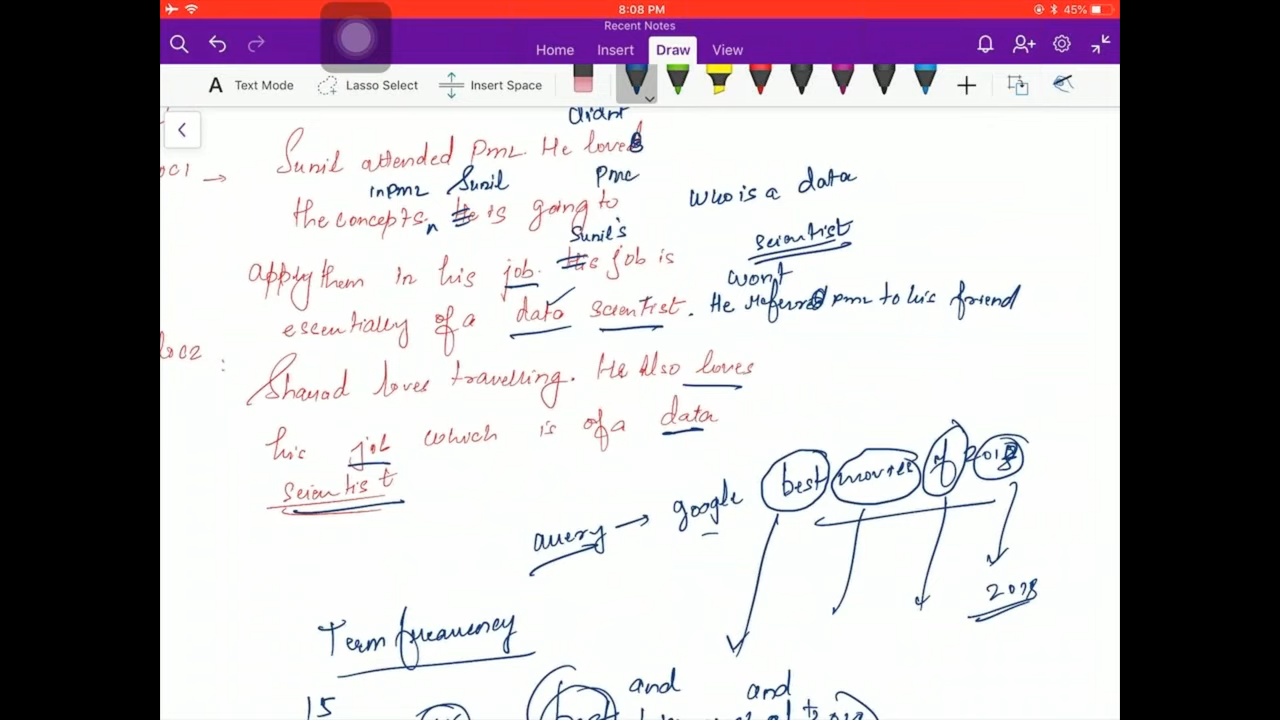 8:08 PM
45%
Recent Notes
Home Insert Draw View
Text Mode Lasso Select Insert Space
didnt
Doc1 → Sunil attended PML. He loved
in PML Sunil PML
the concepts. He is going to
Sunil's
apply them in his job. His job is
essentially of a data scientist. He referred PML to his friend
won't
who is a data
scientist
Doc2 :
Sharad loves travelling. He also loves
his job which is of a data
scientist
query → google best movies of 2018
2018
Term frequency
15
best and and